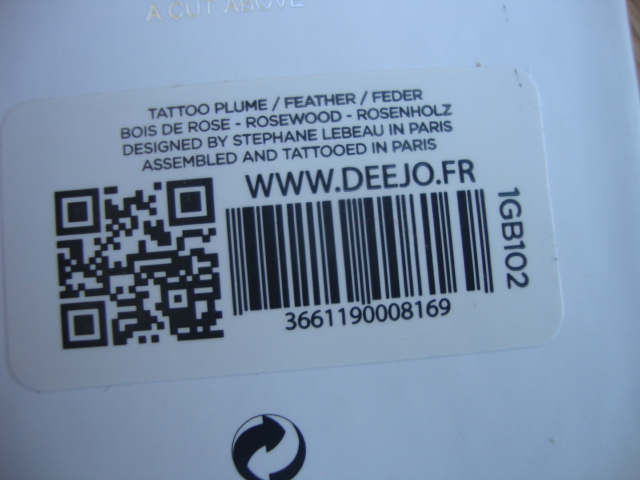 A CUT ABOVE
TATTOO PLUME / FEATHER / FEDER
BOIS DE ROSE - ROSEWOOD - ROSENHOLZ
DESIGNED BY STEPHANE LEBEAU IN PARIS
ASSEMBLED AND TATTOOED IN PARIS
WWW.DEEJO.FR
1GB102
3661190008169